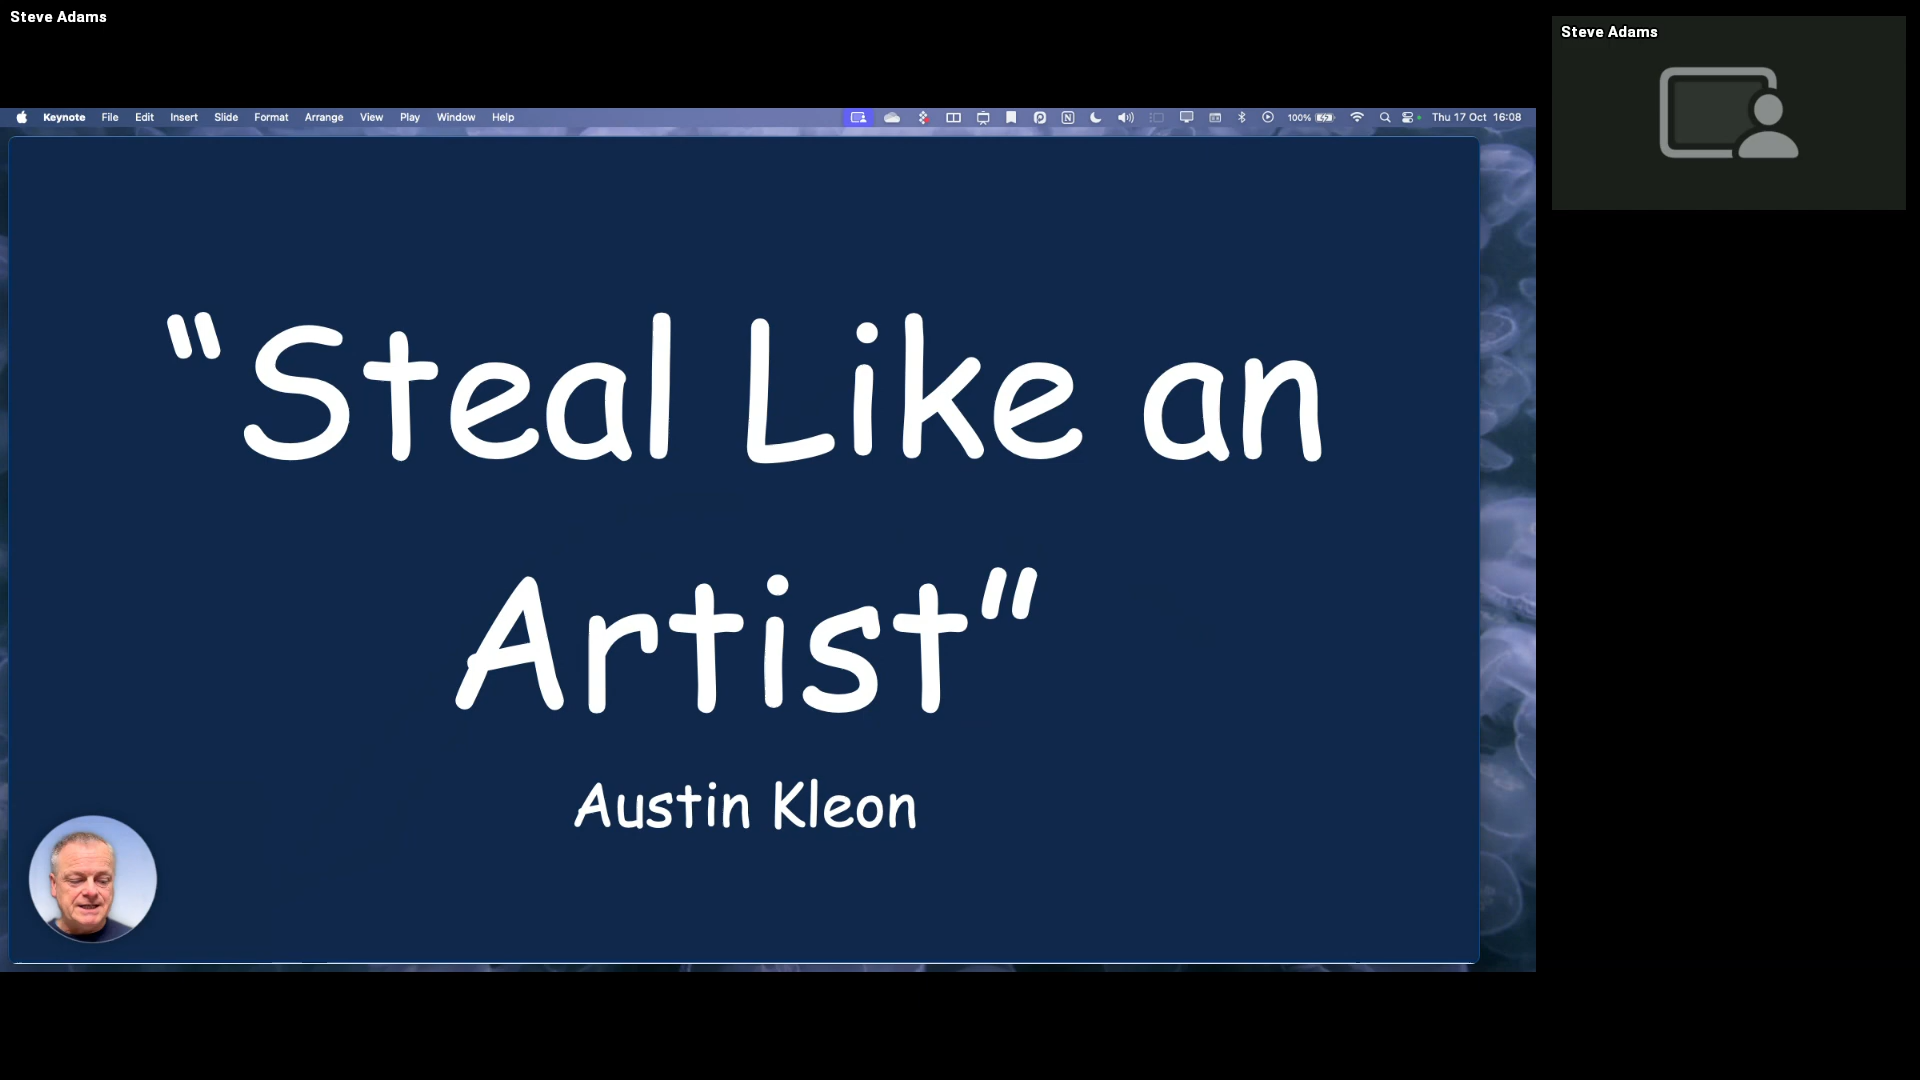 Steve Adams
Steve Adams
Keynote File Edit Insert Slide Format Arrange View Play Window Help 100% Thu 17 Oct 16:08
“Steal Like an
Artist”
Austin Kleon